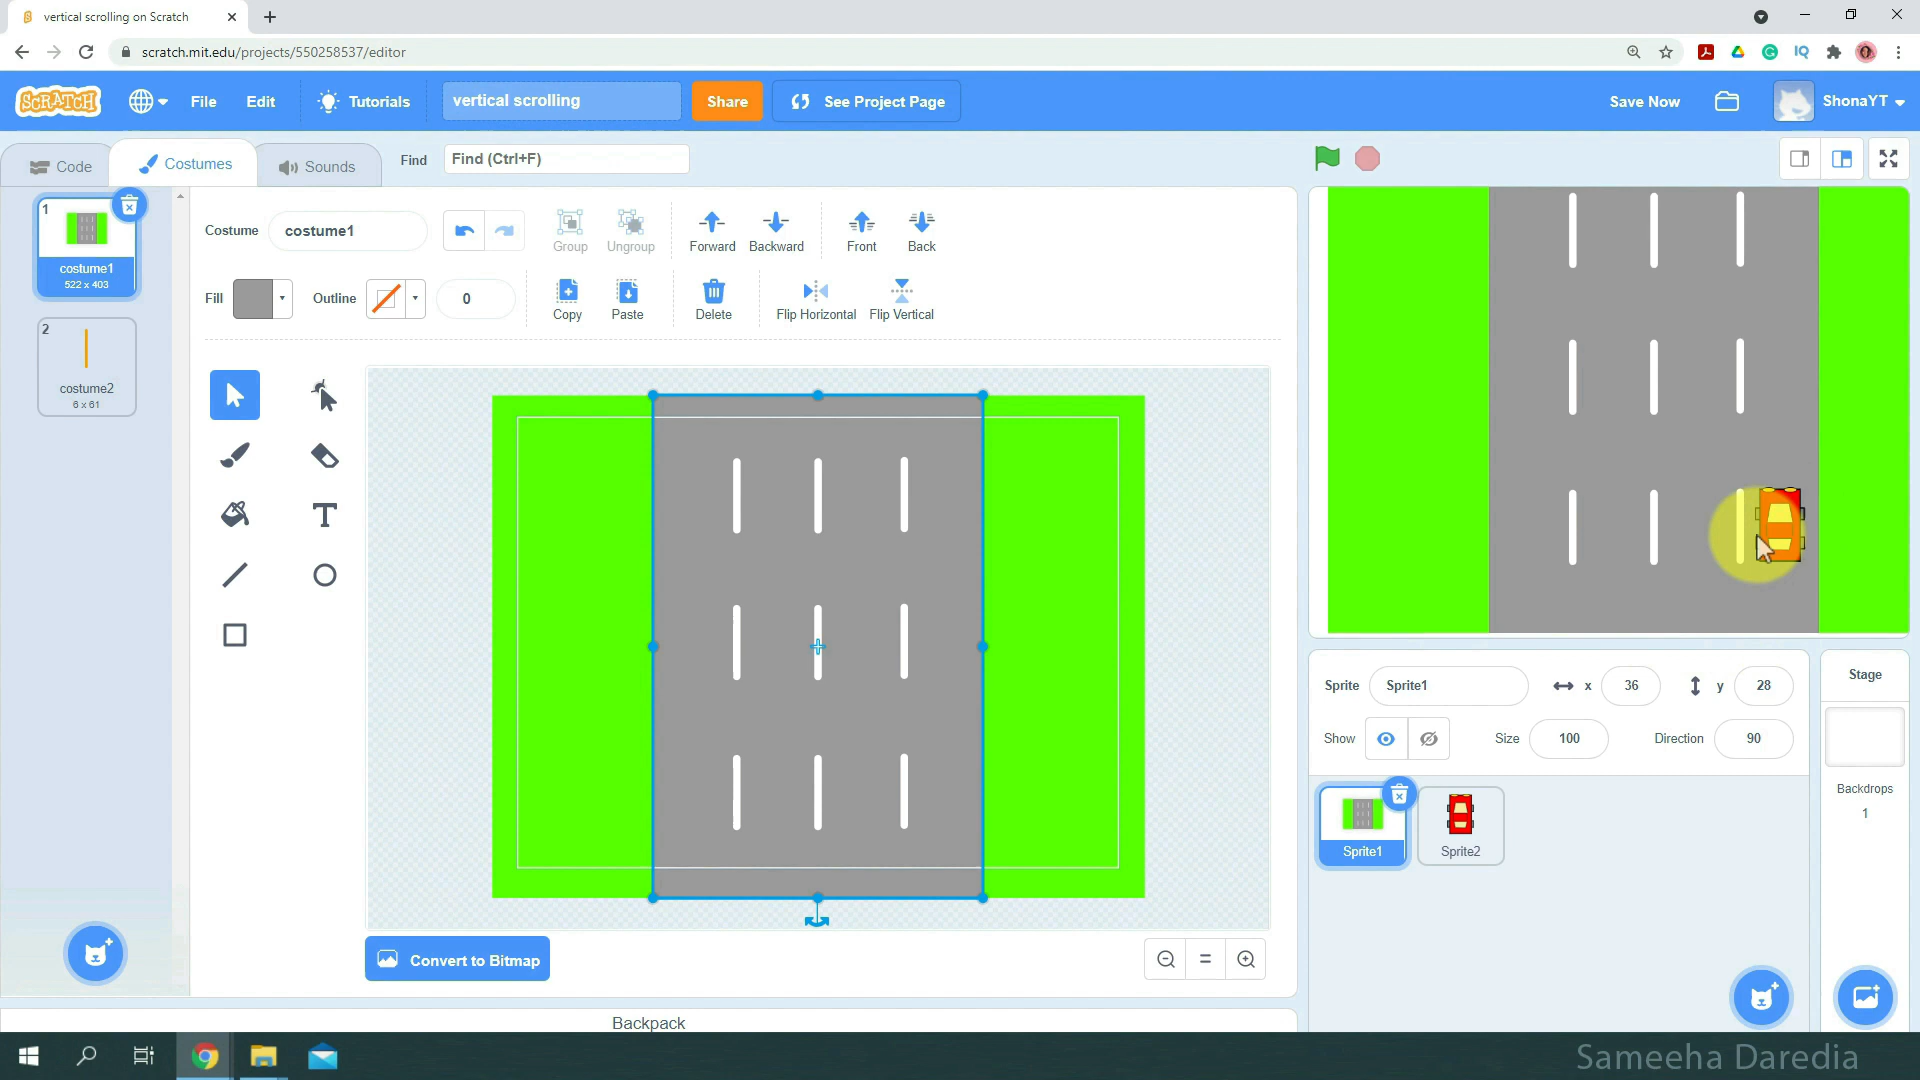 vertical scrolling on Scratch
scratch.mit.edu/projects/550258537/editor
SCRATCH
File
Edit
Tutorials
vertical scrolling
Share
See Project Page
Save Now
ShonaYT
Code
Costumes
Sounds
Find
Find (Ctrl+F)
1
costume1
522 x 403
2
costume2
6 x 61
Costume
costume1
Group
Ungroup
Forward
Backward
Front
Back
Fill
Outline
0
Copy
Paste
Delete
Flip Horizontal
Flip Vertical
T
Convert to Bitmap
Backpack
Sprite
Sprite1
x
36
y
28
Show
Size
100
Direction
90
Sprite1
Sprite2
Stage
Backdrops
1
Sameeha Daredia